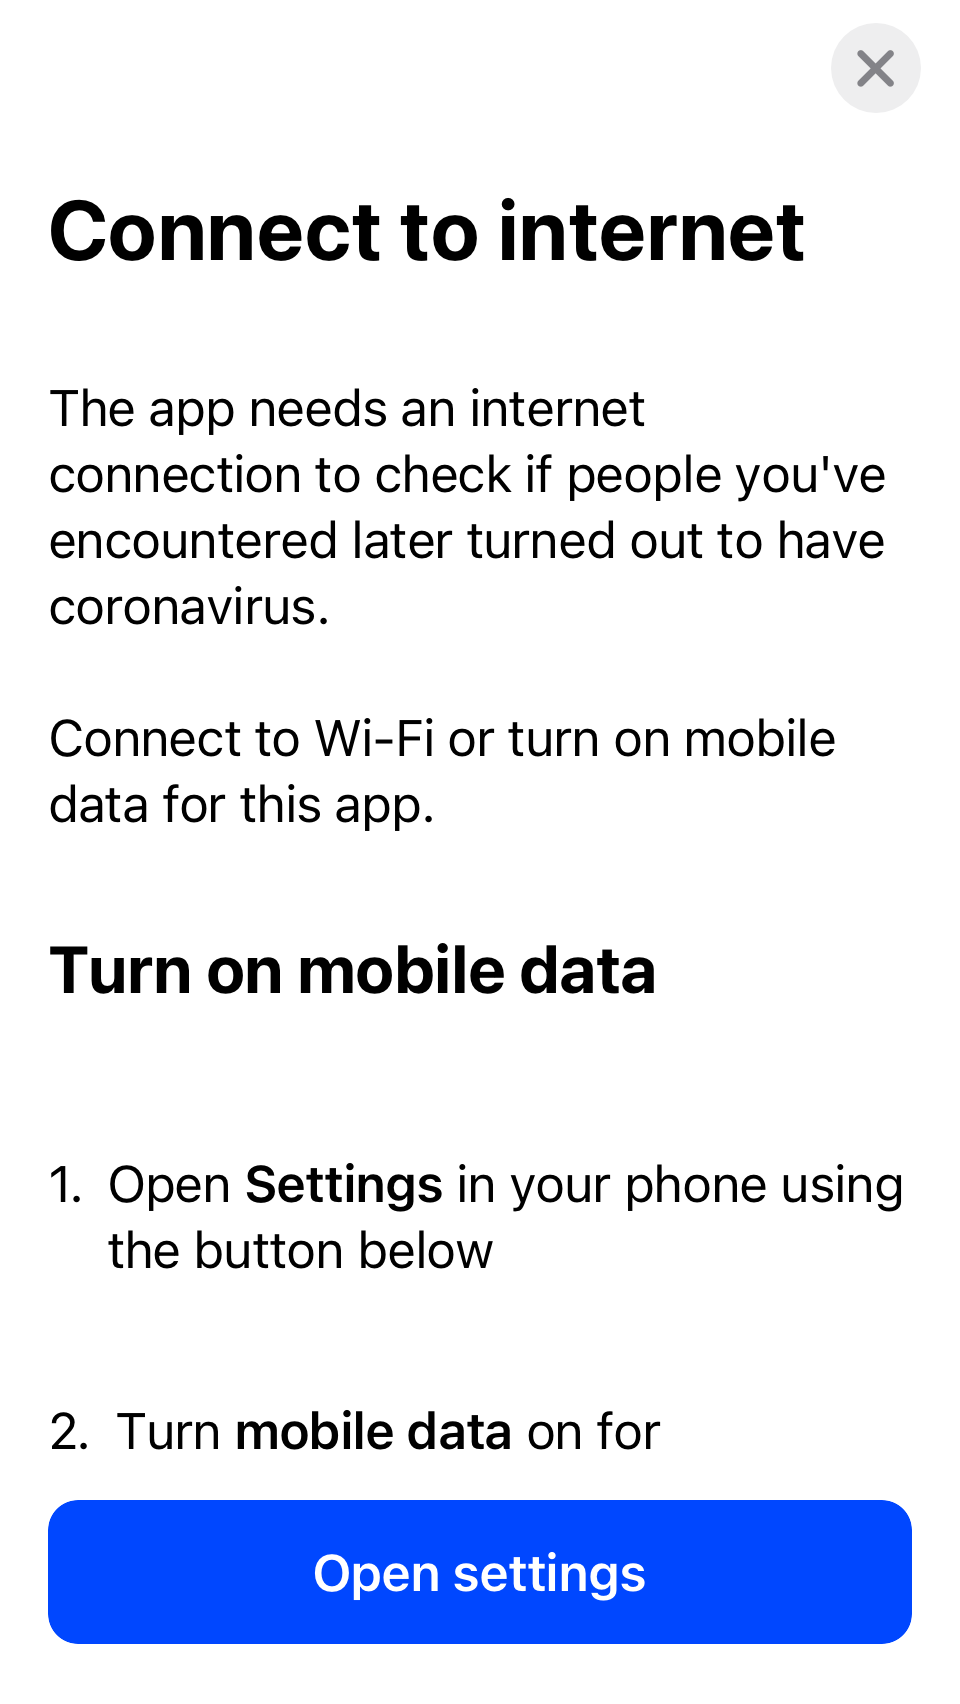 Connect to internet
The app needs an internet
connection to check if people you've
encountered later turned out to have
coronavirus.
Connect to Wi-Fi or turn on mobile
data for this app.
Turn on mobile data
1. Open Settings in your phone using
the button below
2. Turn mobile data on for
Open settings